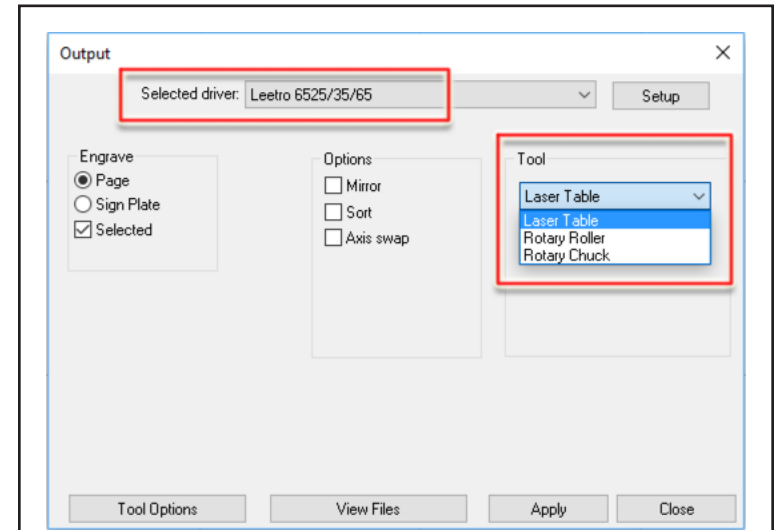 Output
Selected driver: Leetro 6525/35/65
Setup
Engrave
Page
Sign Plate
Selected
Options
Mirror
Sort
Axis swap
Tool
Laser Table
Laser Table
Rotary Roller
Rotary Chuck
Tool Options
View Files
Apply
Close